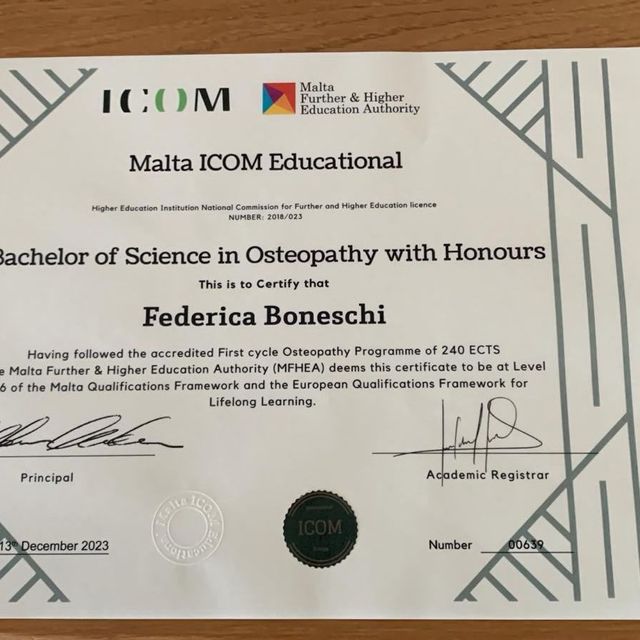 ICOM
Malta
Further & Higher
Education Authority
Malta ICOM Educational
Higher Education Institution National Commission for Further and Higher Education licence
NUMBER: 2018/023
Bachelor of Science in Osteopathy with Honours
This is to Certify that
Federica Boneschi
Having followed the accredited First cycle Osteopathy Programme of 240 ECTS
e Malta Further & Higher Education Authority (MFHEA) deems this certificate to be at Level
6 of the Malta Qualifications Framework and the European Qualifications Framework for
Lifelong Learning.
Principal
Academic Registrar
Malta ICOM
Educational
ICOM
13th December 2023
Number 00639